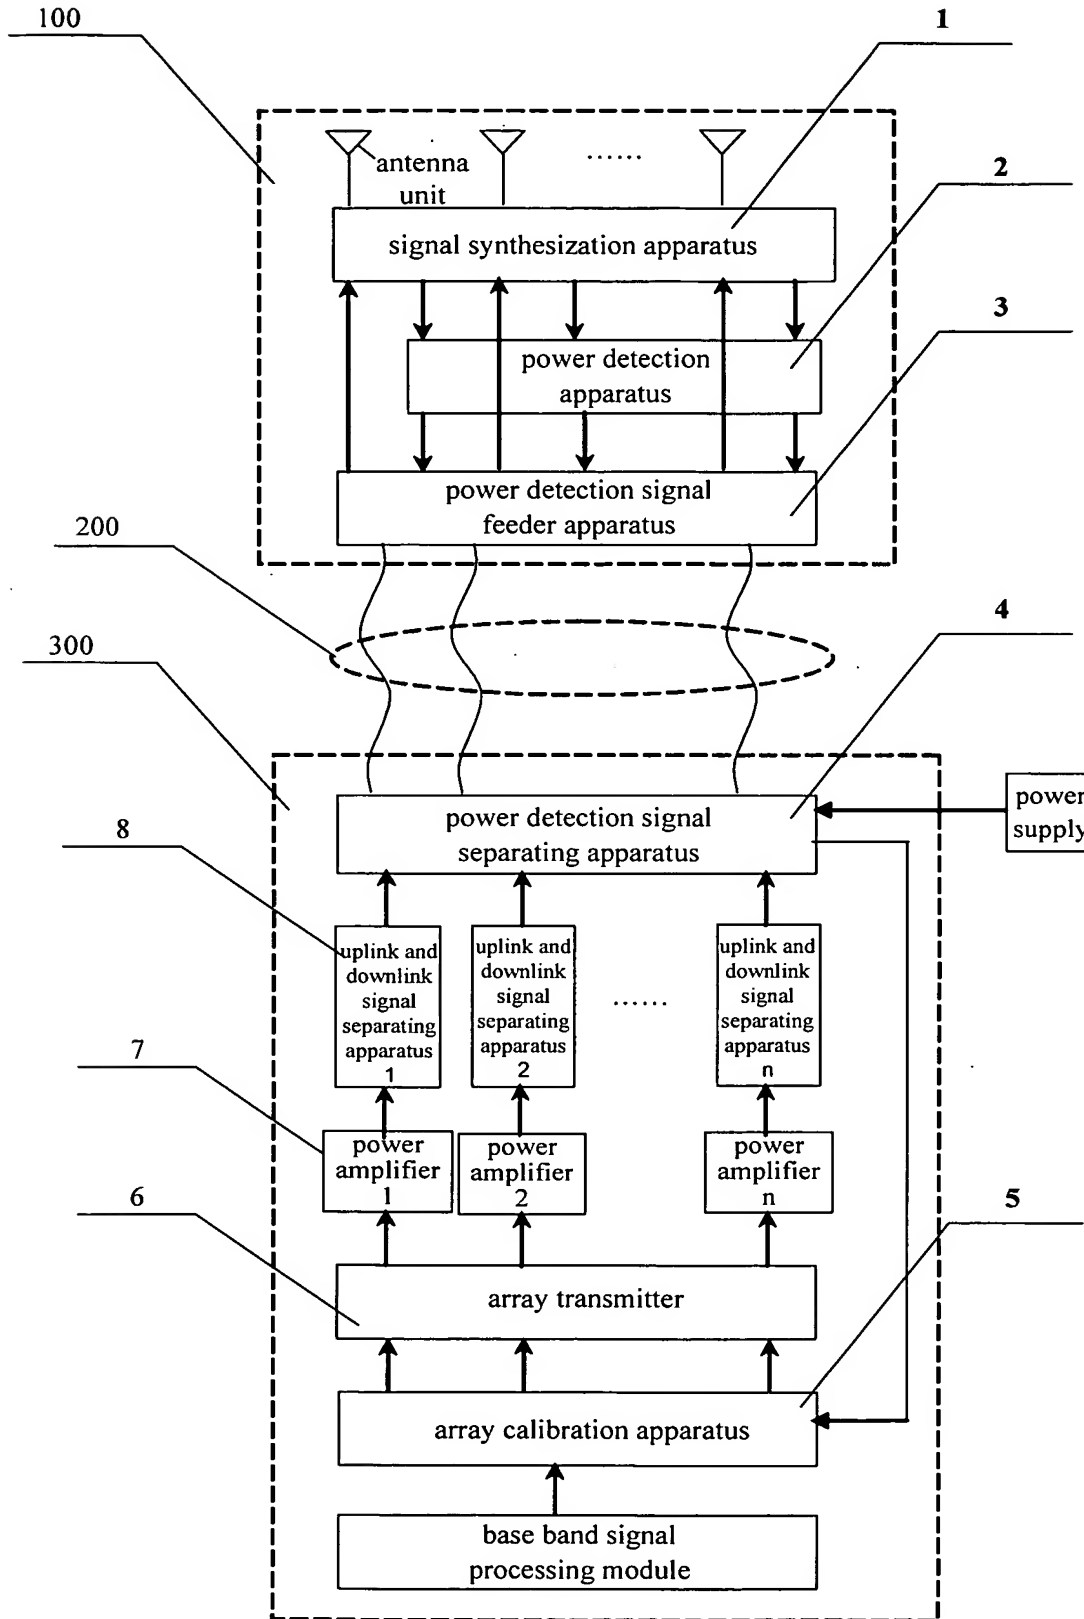 100
1
antenna
unit
......
2
signal synthesization apparatus
3
power detection
apparatus
power detection signal
feeder apparatus
200
4
300
power
supply
power detection signal
separating apparatus
8
uplink and
downlink
signal
separating
apparatus
1
uplink and
downlink
signal
separating
apparatus
2
......
uplink and
downlink
signal
separating
apparatus
n
7
power
amplifier
1
power
amplifier
2
power
amplifier
n
6
5
array transmitter
array calibration apparatus
base band signal
processing module